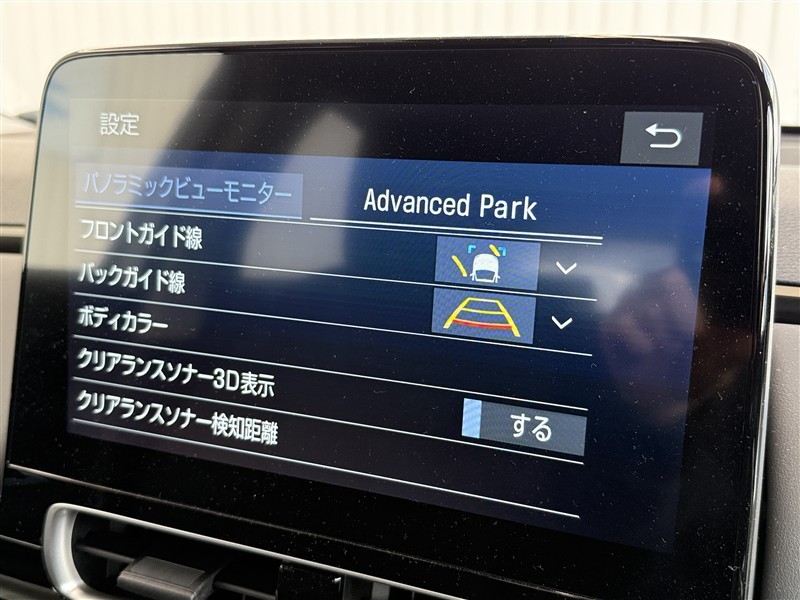 設定
パノラミックビューモニター Advanced Park
フロントガイド線
バックガイド線
ボディカラー
クリアランスソナー3D表示
する
クリアランスソナー検知距離